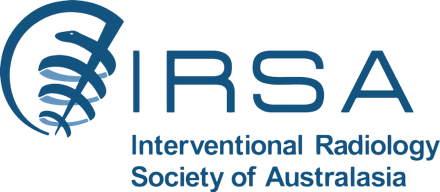 IRSA
Interventional Radiology
Society of Australasia